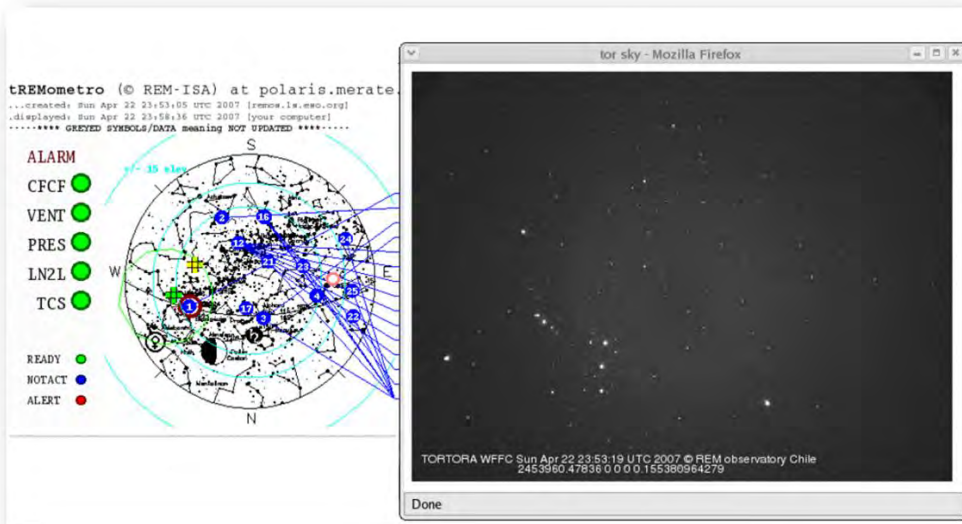 tREMometro (© REM-ISA) at polaris.merate.
...created: Sun Apr 22 23:53:05 UTC 2007 [remow.ls.eso.org]
.displayed: Sun Apr 22 23:58:36 UTC 2007 [your computer]
-----**** GREYED SYMBOLS/DATA meaning NOT UPDATED ****-----
ALARM
CFCF
VENT
PRES
LN2L
TCS
READY
NOTACT
ALERT
+/- 15 elev
S
W
E
N
2
16
12
24
21
23
4
25
22
1
17
3
tor sky - Mozilla Firefox
TORTORA WFFC Sun Apr 22 23:53:19 UTC 2007 © REM observatory Chile
2453960.47836 0 0 0 0.155380964279
Done